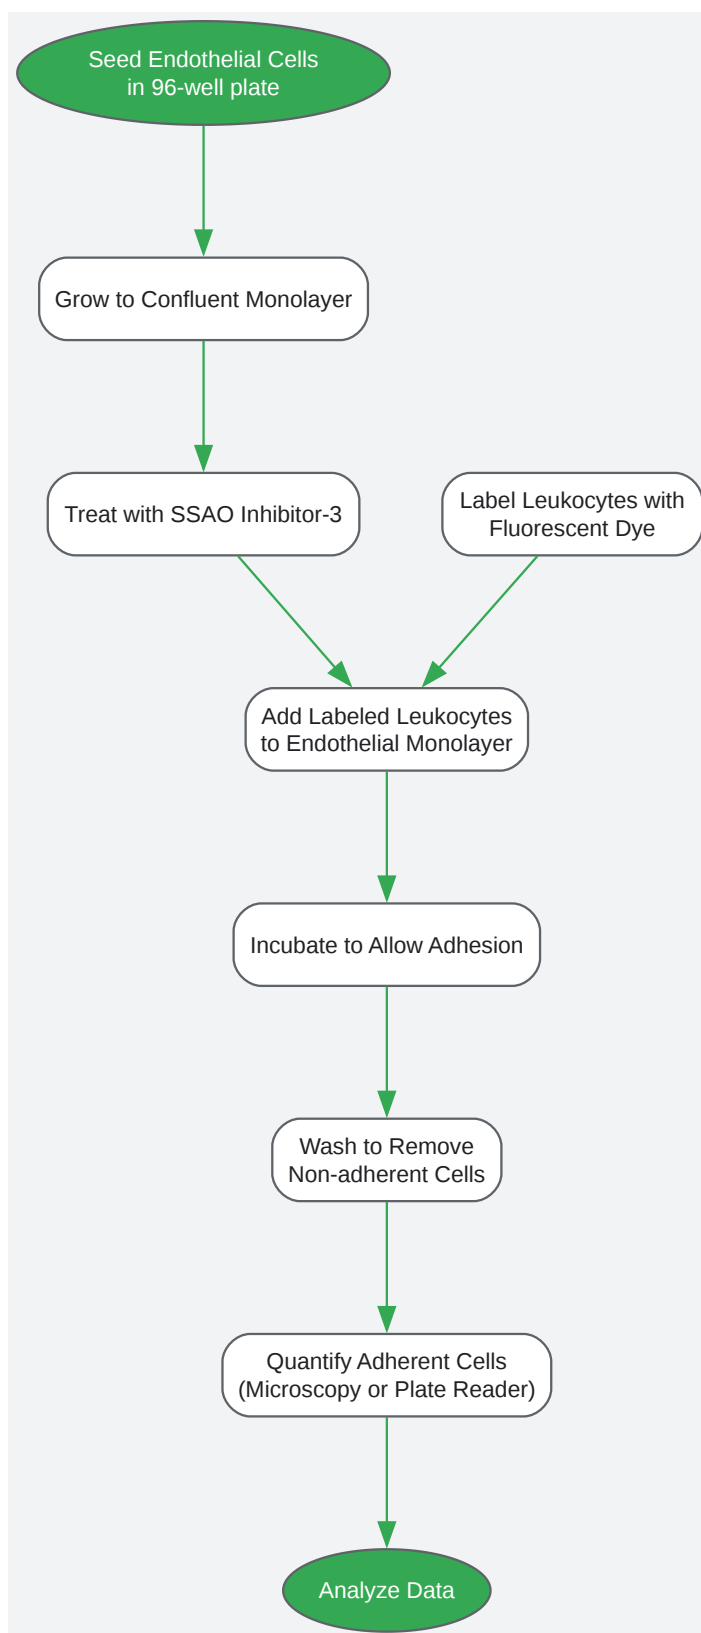 Seed Endothelial Cells
in 96-well plate
Grow to Confluent Monolayer
Treat with SSAO Inhibitor-3
Label Leukocytes with
Fluorescent Dye
Add Labeled Leukocytes
to Endothelial Monolayer
Incubate to Allow Adhesion
Wash to Remove
Non-adherent Cells
Quantify Adherent Cells
(Microscopy or Plate Reader)
Analyze Data